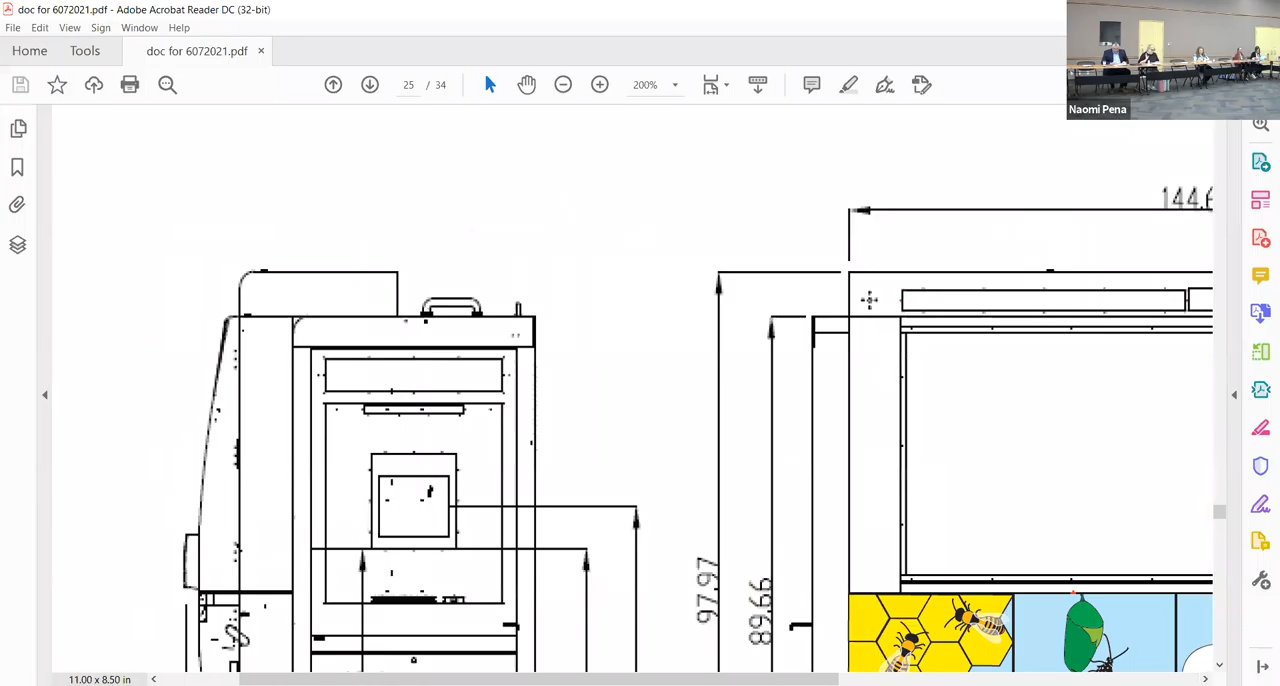 doc for 6072021.pdf - Adobe Acrobat Reader DC (32-bit)
File Edit View Sign Window Help
Home Tools doc for 6072021.pdf ×
25 / 34 200%
Naomi Pena
97.97
89.66
11.00 x 8.50 in